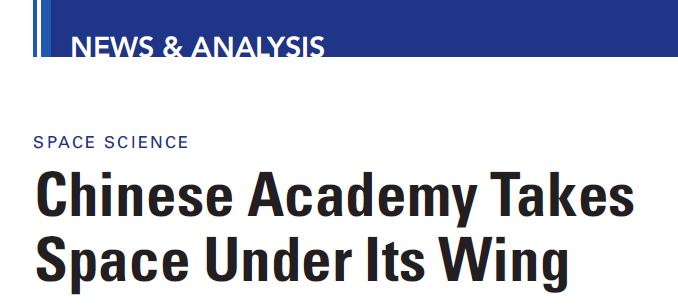 NEWS & ANALYSIS
SPACE SCIENCE
Chinese Academy Takes
Space Under Its Wing